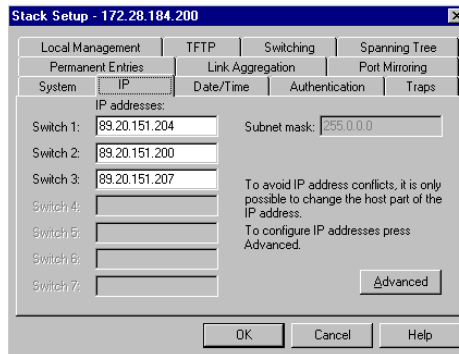 Stack Setup - 172.28.184.200
Local Management TFTP Switching Spanning Tree
Permanent Entries Link Aggregation Port Mirroring
System IP Date/Time Authentication Traps
IP addresses:
Switch 1: 89.20.151.204 Subnet mask: 255.0.0.0
Switch 2: 89.20.151.200
Switch 3: 89.20.151.207
To avoid IP address conflicts, it is only
possible to change the host part of the
IP address.
To configure IP addresses press
Advanced.
Switch 4:
Switch 5:
Switch 6:
Switch 7:
Advanced
OK Cancel Help